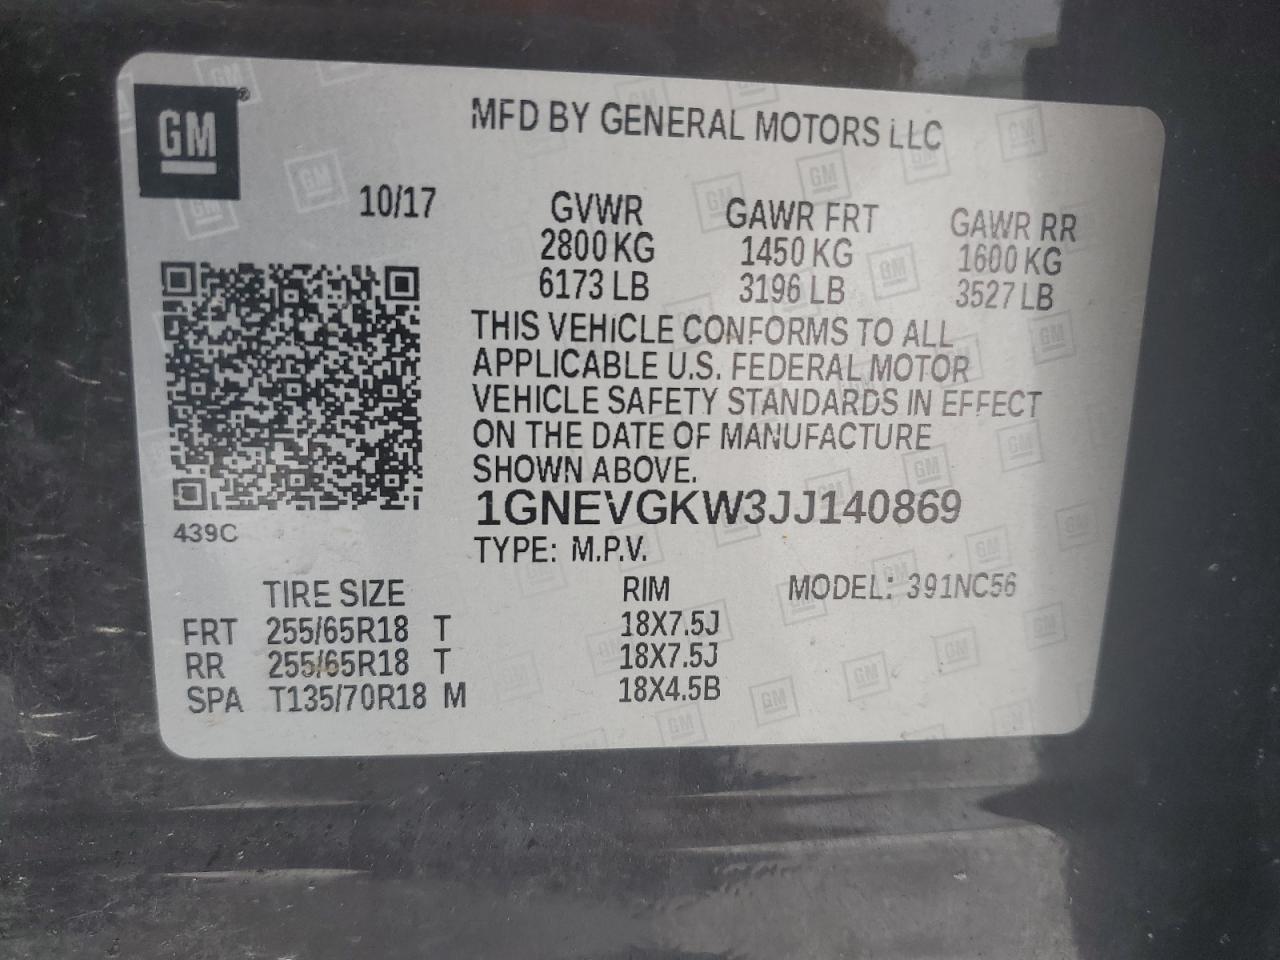 GM®
MFD BY GENERAL MOTORS LLC
10/17
GVWR GAWR FRT GAWR RR
2800 KG 1450 KG 1600 KG
6173 LB 3196 LB 3527 LB
THIS VEHICLE CONFORMS TO ALL
APPLICABLE U.S. FEDERAL MOTOR
VEHICLE SAFETY STANDARDS IN EFFECT
ON THE DATE OF MANUFACTURE
SHOWN ABOVE.
1GNEVGKW3JJ140869
439C
TYPE: M.P.V.
TIRE SIZE RIM MODEL: 391NC56
FRT 255/65R18 T 18X7.5J
RR 255/65R18 T 18X7.5J
SPA T135/70R18 M 18X4.5B